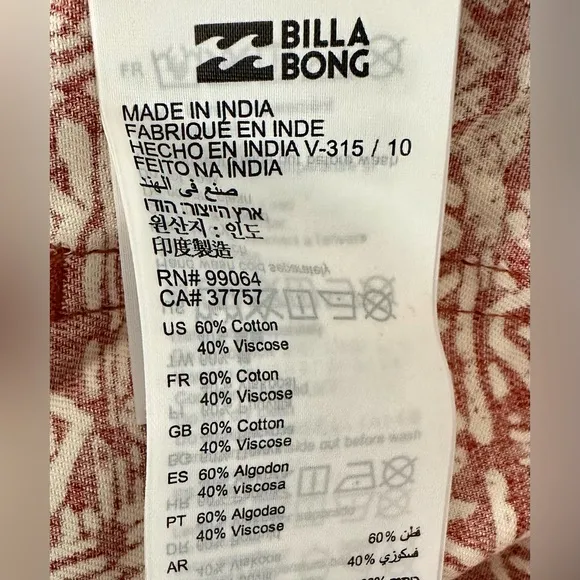 BILLA
BONG
MADE IN INDIA
FABRIQUÉ EN INDE
HECHO EN INDIA V-315 / 10
FEITO NA ÍNDIA
صنع في الهند
ארץ הייצור: הודו
원산지 : 인도
印度製造
RN# 99064
CA# 37757
US 60% Cotton
40% Viscose
FR 60% Coton
40% Viscose
GB 60% Cotton
40% Viscose
ES 60% Algodon
40% viscosa
PT 60% Algodao
40% Viscose
AR
60% قطن
40% فسكوزي